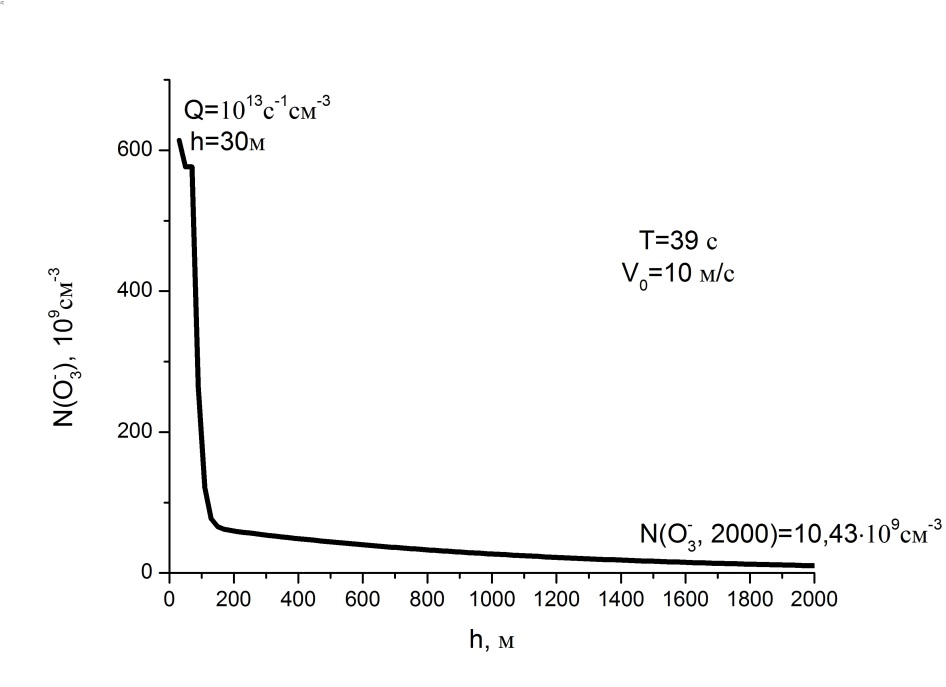 Q=10¹³с⁻¹см⁻³
h=30м
600
400
200
0
N(O₃⁻), 10⁹см⁻³
T=39 с
V₀=10 м/с
N(O₃⁻, 2000)=10,43·10⁹см⁻³
0 200 400 600 800 1000 1200 1400 1600 1800 2000
h, м